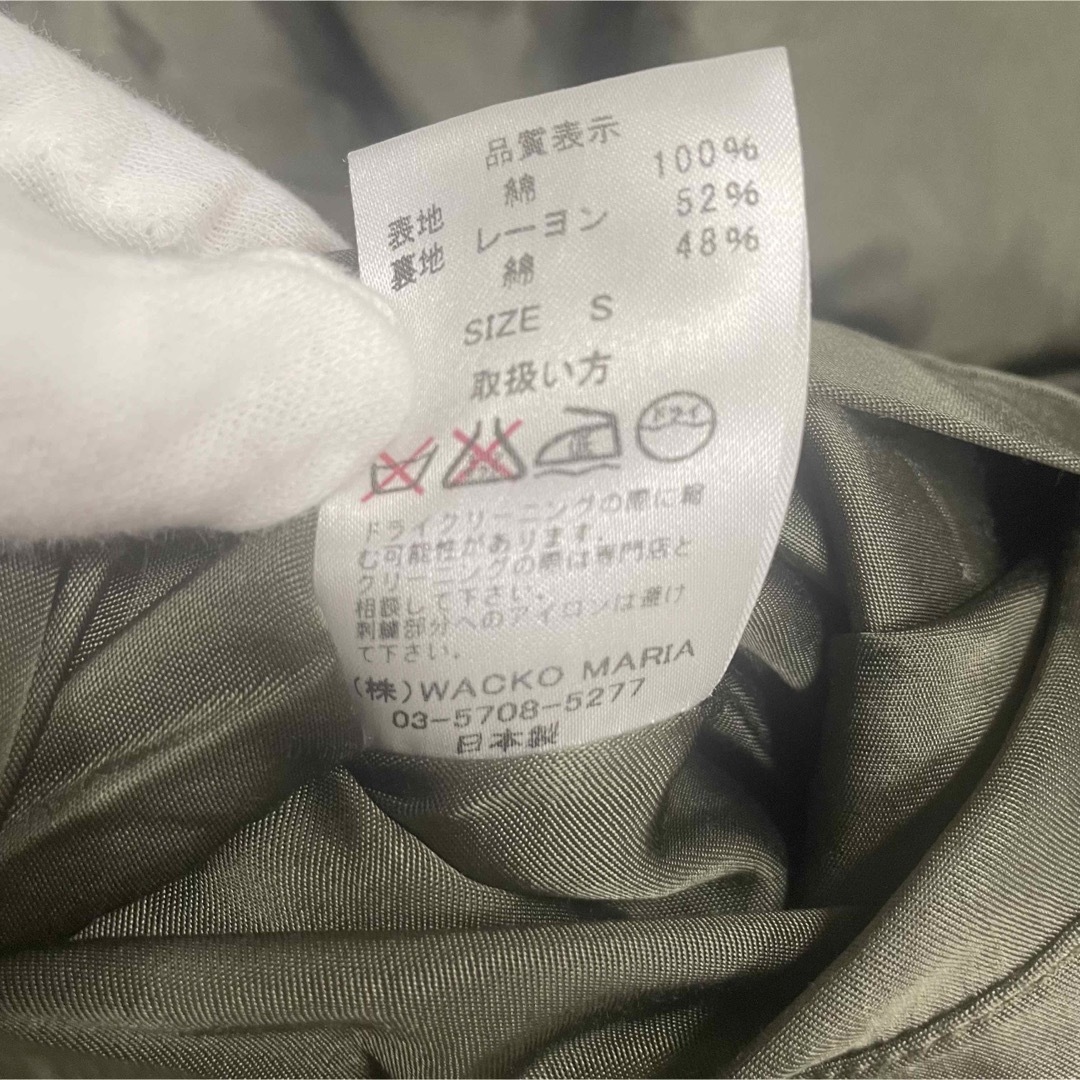 品質表示
表地 綿 100%
裏地 レーヨン 52%
綿 48%
SIZE S
取扱い方
ドライ
ドライクリーニングの際に縮
む可能性があります。
クリーニングの際は専門店と
相談して下さい。
刺繍部分へのアイロンは避け
て下さい。
(株)WACKO MARIA
03-5708-5277
日本製